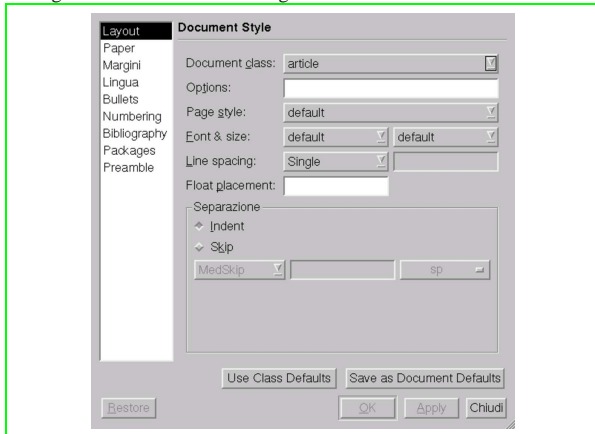 Layout
Paper
Margini
Lingua
Bullets
Numbering
Bibliography
Packages
Preamble
Document Style
Document class: article
Options:
Page style: default
Font & size: default default
Line spacing: Single
Float placement:
Separazione
Indent
Skip
MedSkip sp
Use Class Defaults Save as Document Defaults
Restore OK Apply Chiudi